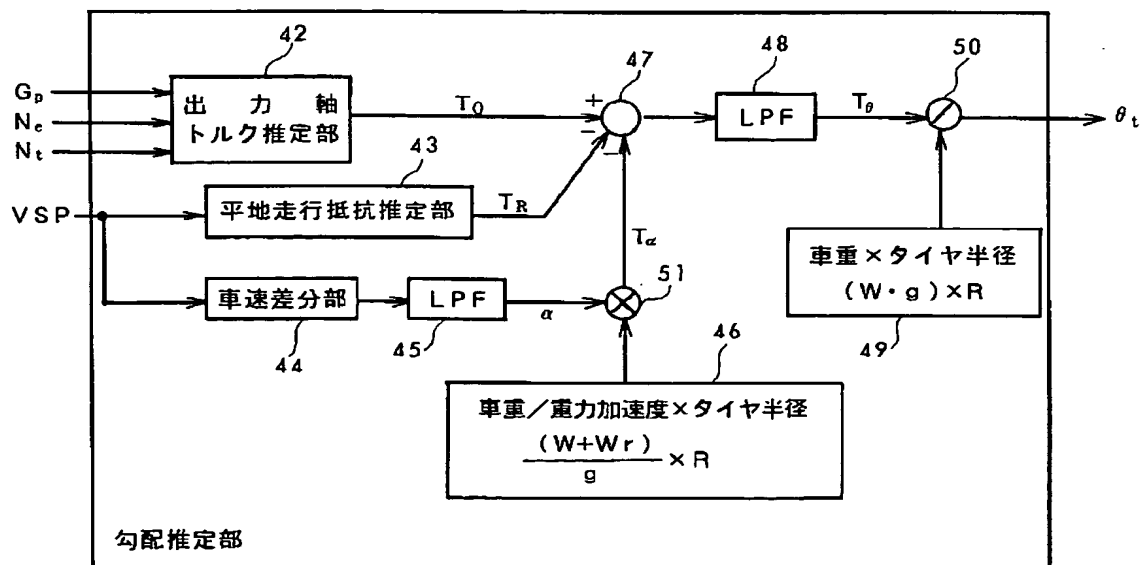 42
47
48
50
Gp
Ne
Nt
出力軸
トルク推定部
TO
+
−
−
LPF
Tθ
θt
43
VSP
平地走行抵抗推定部
TR
Tα
車重×タイヤ半径
(W・g)×R
49
車速差分部
44
LPF
45
α
51
46
車重/重力加速度×タイヤ半径
(W+Wr)
g
×R
勾配推定部